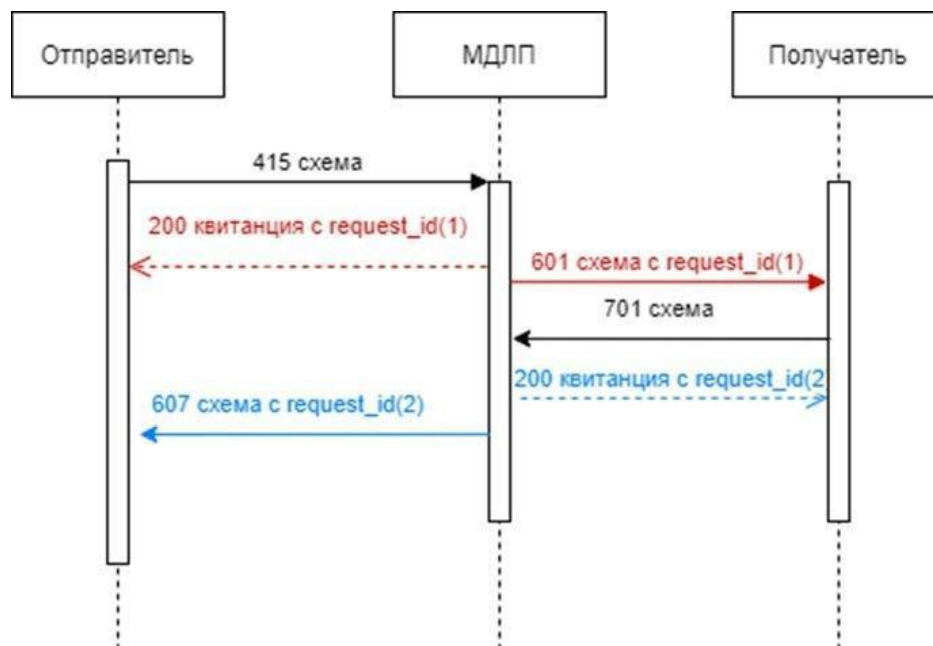 Отправитель
МДЛП
Получатель
415 схема
200 квитанция с request_id(1)
601 схема с request_id(1)
701 схема
200 квитанция с request_id(2
607 схема с request_id(2)